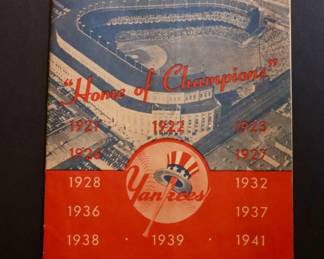 "Home of Champions"
1921 1922 1923
1926 1927
Yankees
1928 1932
1936 1937
1938 · 1939 · 1941